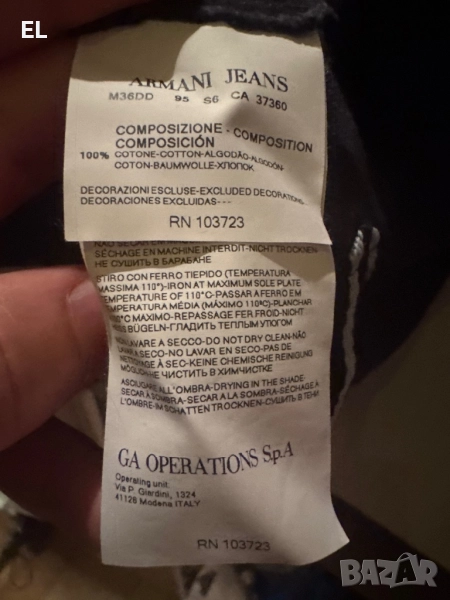 EL
ARMANI JEANS
M36DD 95 S6 CA 37360
COMPOSIZIONE - COMPOSITION
COMPOSICIÓN
100% COTONE-COTTON-ALGODÃO-ALGODÓN-
COTON-BAUMWOLLE-ХЛОПОК
DECORAZIONI ESCLUSE-EXCLUDED DECORATIONS
DECORACIONES EXCLUIDAS---
RN 103723
SÉCHAGE EN MACHINE INTERDIT-NICHT TROCKNEN
НЕ СУШИТЬ В БАРАБАНЕ
STIRO CON FERRO TIEPIDO (TEMPERATURA
MASSIMA 110°)-IRON AT MAXIMUM SOLE PLATE
TEMPERATURE OF 110°C-PASSAR A FERRO EM
TEMPERATURA MÉDIA (MÁXIMO 110ºC)-PLANCHAR
MAXIMO-REPASSAGE FER FROID-NICHT
BÜGELN-ГЛАДИТЬ ТЕПЛЫМ УТЮГОМ
LAVARE A SECCO-DO NOT DRY CLEAN-NÃO
A SECO-NO LAVAR EN SECO-PAS DE
NETTOYAGE À SEC-KEINE CHEMISCHE REINIGUNG
ЧИСТИТЬ В ХИМЧИСТКЕ
ALL'OMBRA-DRYING IN THE SHADE-
SECAR À SOMBRA-SECAR A LA SOMBRA-SÉCHAGE À
L'OMBRE-IM SCHATTEN TROCKNEN-СУШИТЬ В ТЕНИ
GA OPERATIONS S.p.A
Operating unit:
Via P. Giardini, 1324
41126 Modena ITALY
RN 103723
BAZAR